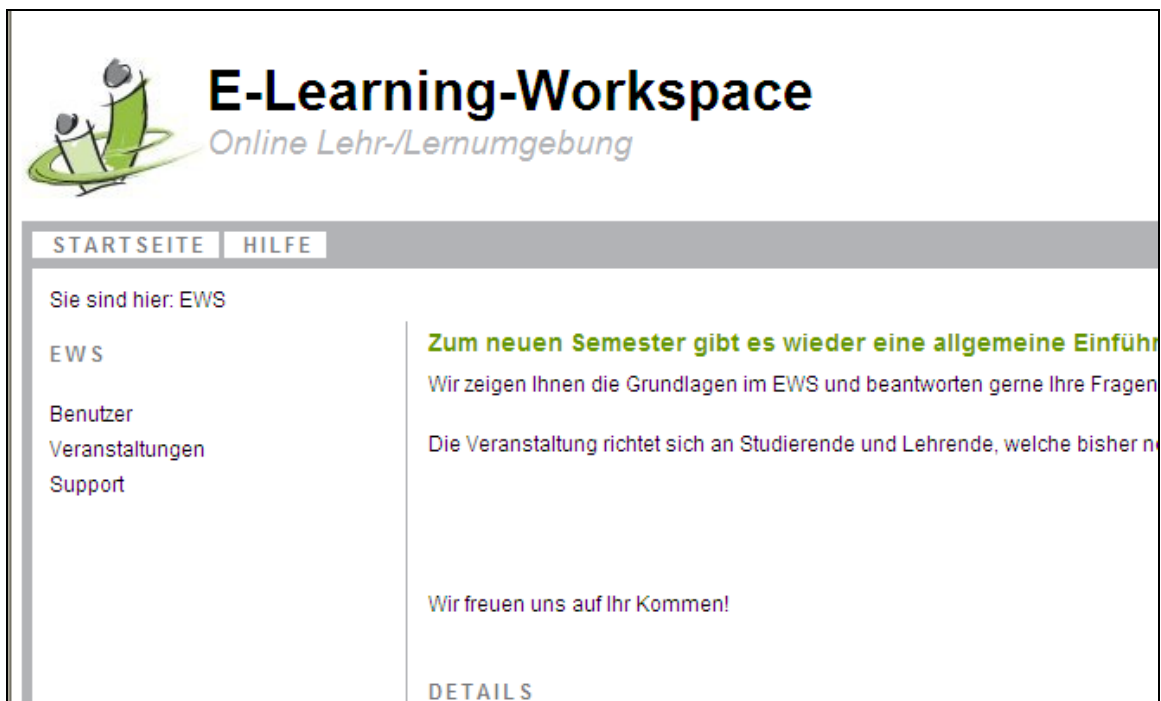 E-Learning-Workspace
Online Lehr-/Lernumgebung
STARTSEITE HILFE
Sie sind hier: EWS
EWS
Benutzer
Veranstaltungen
Support
Zum neuen Semester gibt es wieder eine allgemeine Einführ
Wir zeigen Ihnen die Grundlagen im EWS und beantworten gerne Ihre Fragen
Die Veranstaltung richtet sich an Studierende und Lehrende, welche bisher n
Wir freuen uns auf Ihr Kommen!
DETAILS